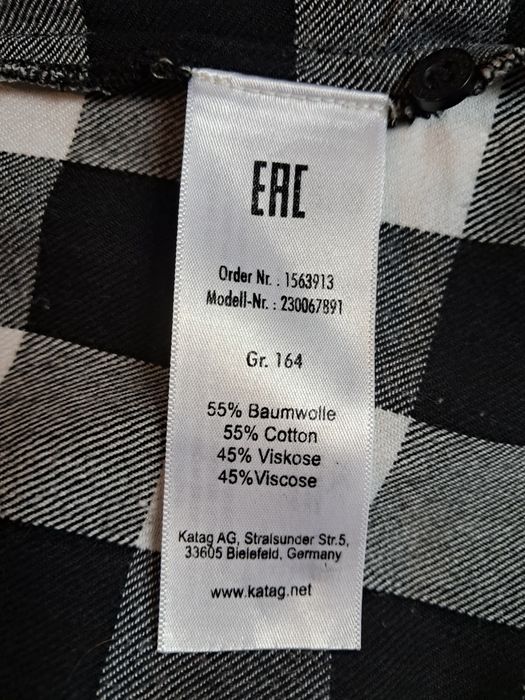 EAC
Order Nr. : 1563913
Modell-Nr. : 230067891
Gr. 164
55% Baumwolle
55% Cotton
45% Viskose
45%Viscose
Katag AG, Stralsunder Str.5,
33605 Bielefeld, Germany
www.katag.net